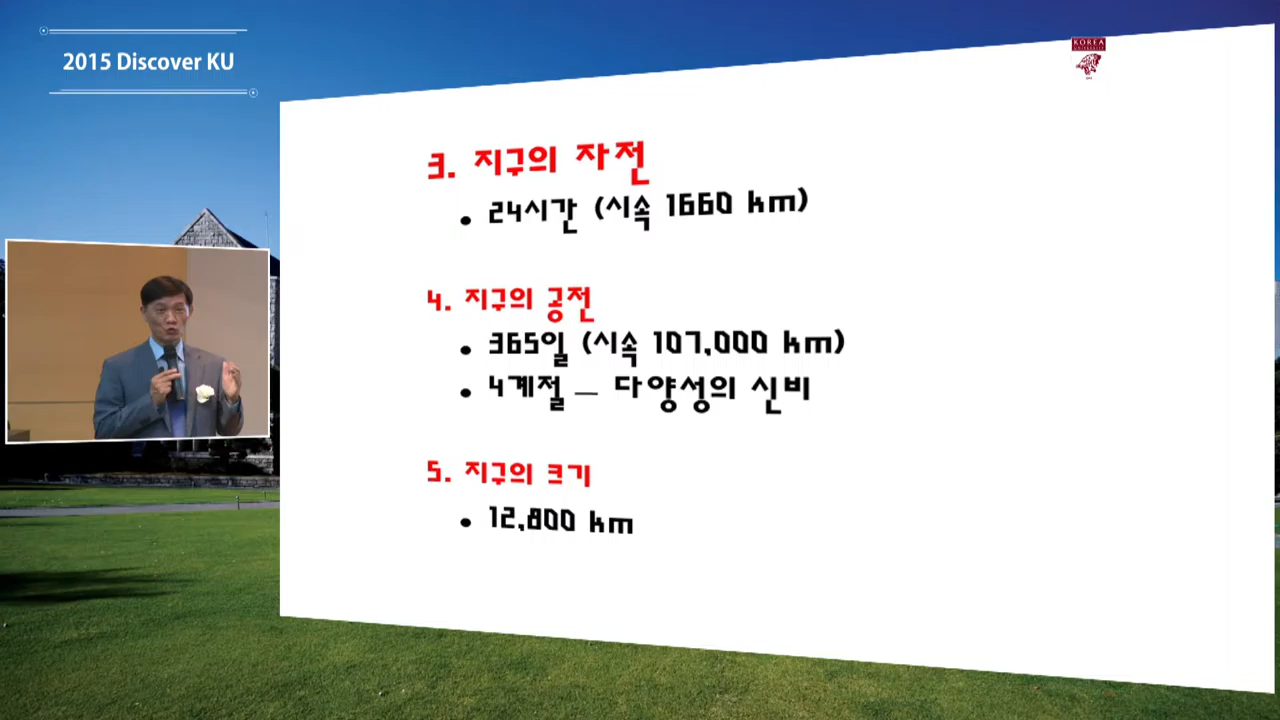 2015 Discover KU
KOREA
UNIVERSITY
3. 지구의 자전
• 24시간 (시속 1660 km)
4. 지구의 공전
• 365일 (시속 107,000 km)
• 4계절 – 다양성의 신비
5. 지구의 크기
• 12,800 km